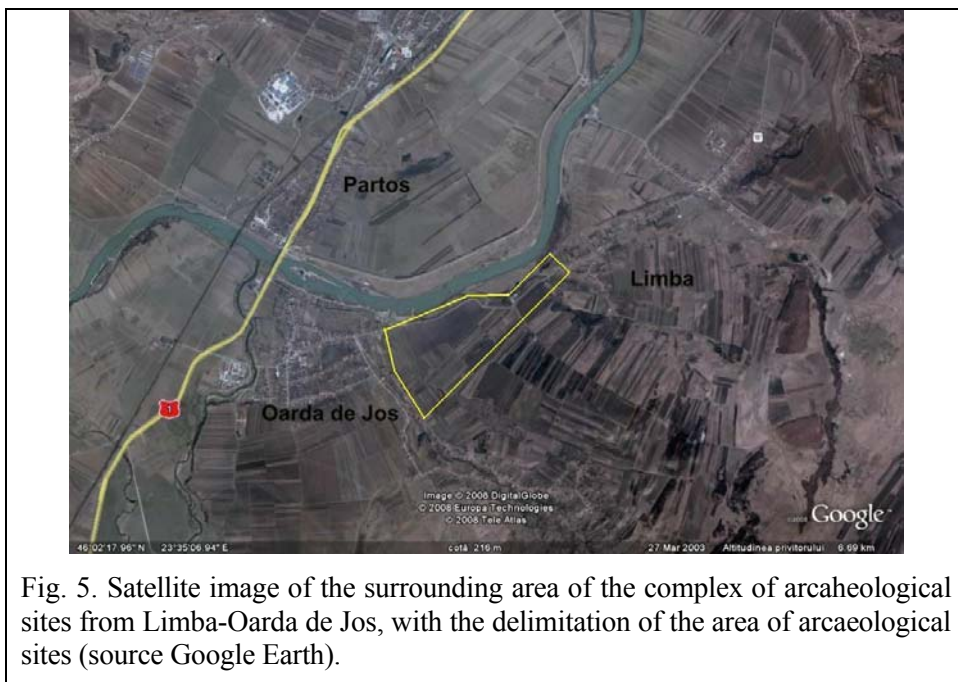 Partos
Limba
Oarda de Jos
1
Image © 2008 DigitalGlobe
© 2008 Europa Technologies
© 2008 Tele Atlas
©2008 Google™
46°02'17.96" N 23°35'06.94" E cotă 216 m 27 Mar 2003 Altitudinea privitorului 6.69 km
Fig. 5. Satellite image of the surrounding area of the complex of arcaheological
sites from Limba-Oarda de Jos, with the delimitation of the area of arcaeological
sites (source Google Earth).